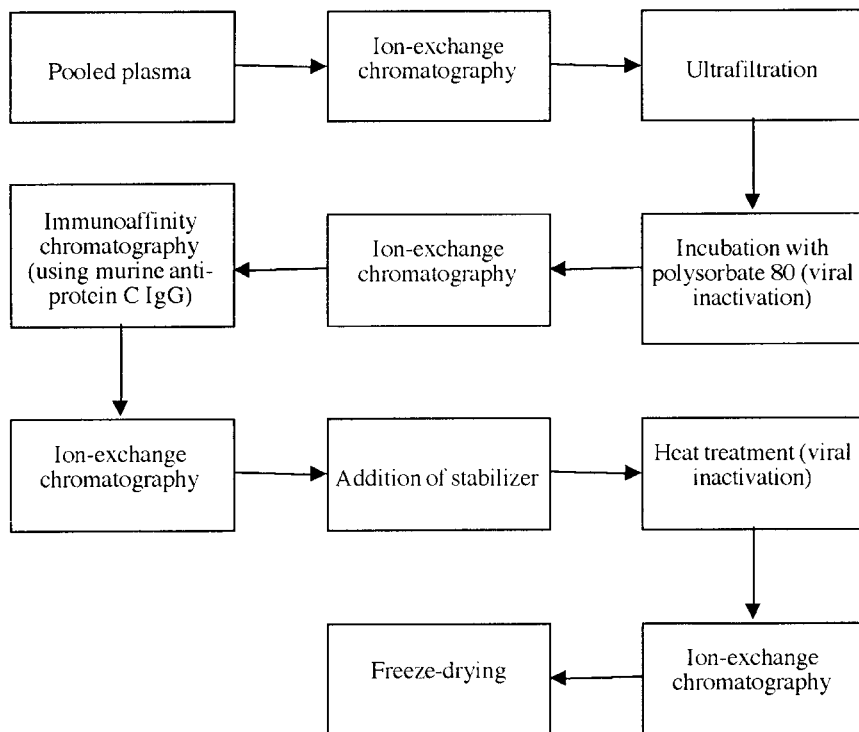 Pooled plasma
Ion-exchange
chromatography
Ultrafiltration
Incubation with
polysorbate 80 (viral
inactivation)
Ion-exchange
chromatography
Immunoaffinity
chromatography
(using murine anti-
protein C IgG)
Ion-exchange
chromatography
Addition of stabilizer
Heat treatment (viral
inactivation)
Ion-exchange
chromatography
Freeze-drying